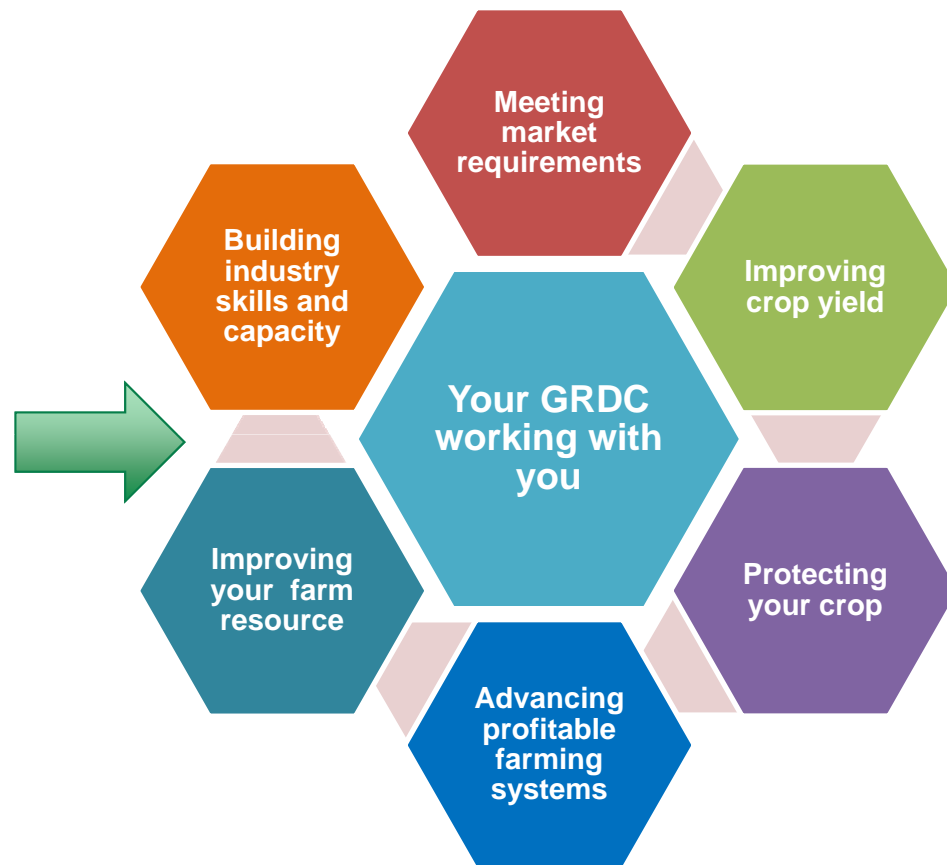 Meeting
market
requirements
Building
industry
skills and
capacity
Improving
crop yield
Your GRDC
working with
you
Improving
your farm
resource
Protecting
your crop
Advancing
profitable
farming
systems